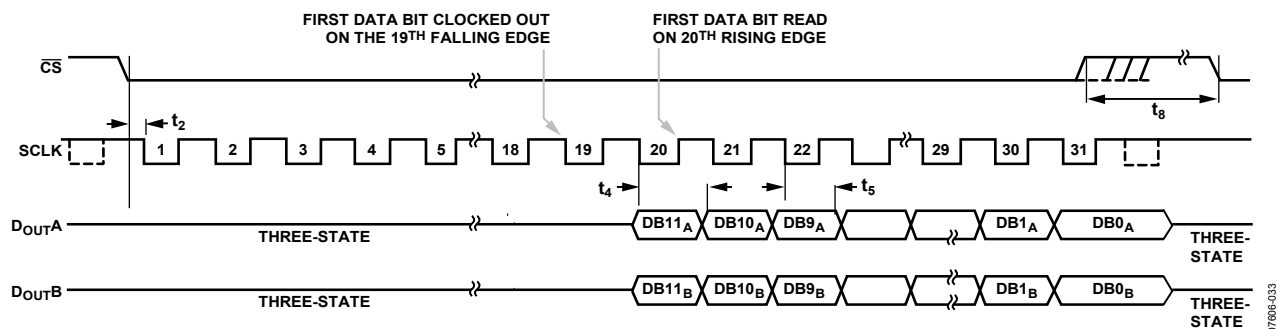 FIRST DATA BIT CLOCKED OUT
ON THE 19TH FALLING EDGE
FIRST DATA BIT READ
ON 20TH RISING EDGE
CS
t8
t2
SCLK 1 2 3 4 5 18 19 20 21 22 29 30 31
t4 t5
DOUTA THREE-STATE DB11A DB10A DB9A DB1A DB0A THREE-
STATE
DOUTB THREE-STATE DB11B DB10B DB9B DB1B DB0B THREE-
STATE